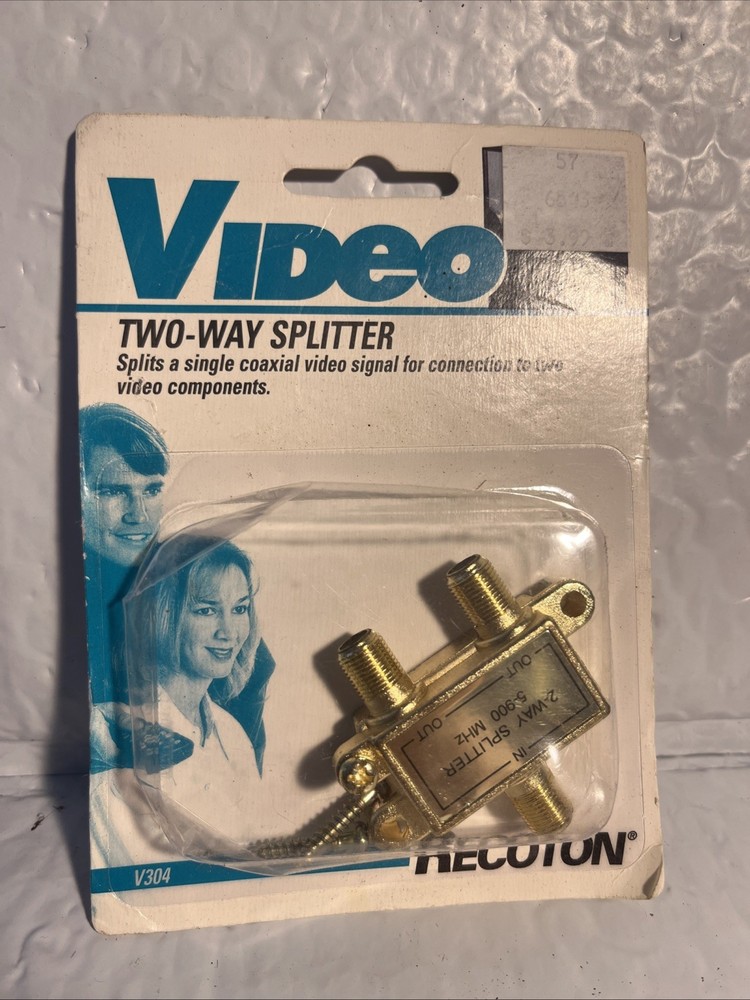 57
VIDEO
TWO-WAY SPLITTER
Splits a single coaxial video signal for connection to two
video components.
OUT
OUT
2-WAY SPLITTER
5-900 MHz
IN
V304
RECOTON®